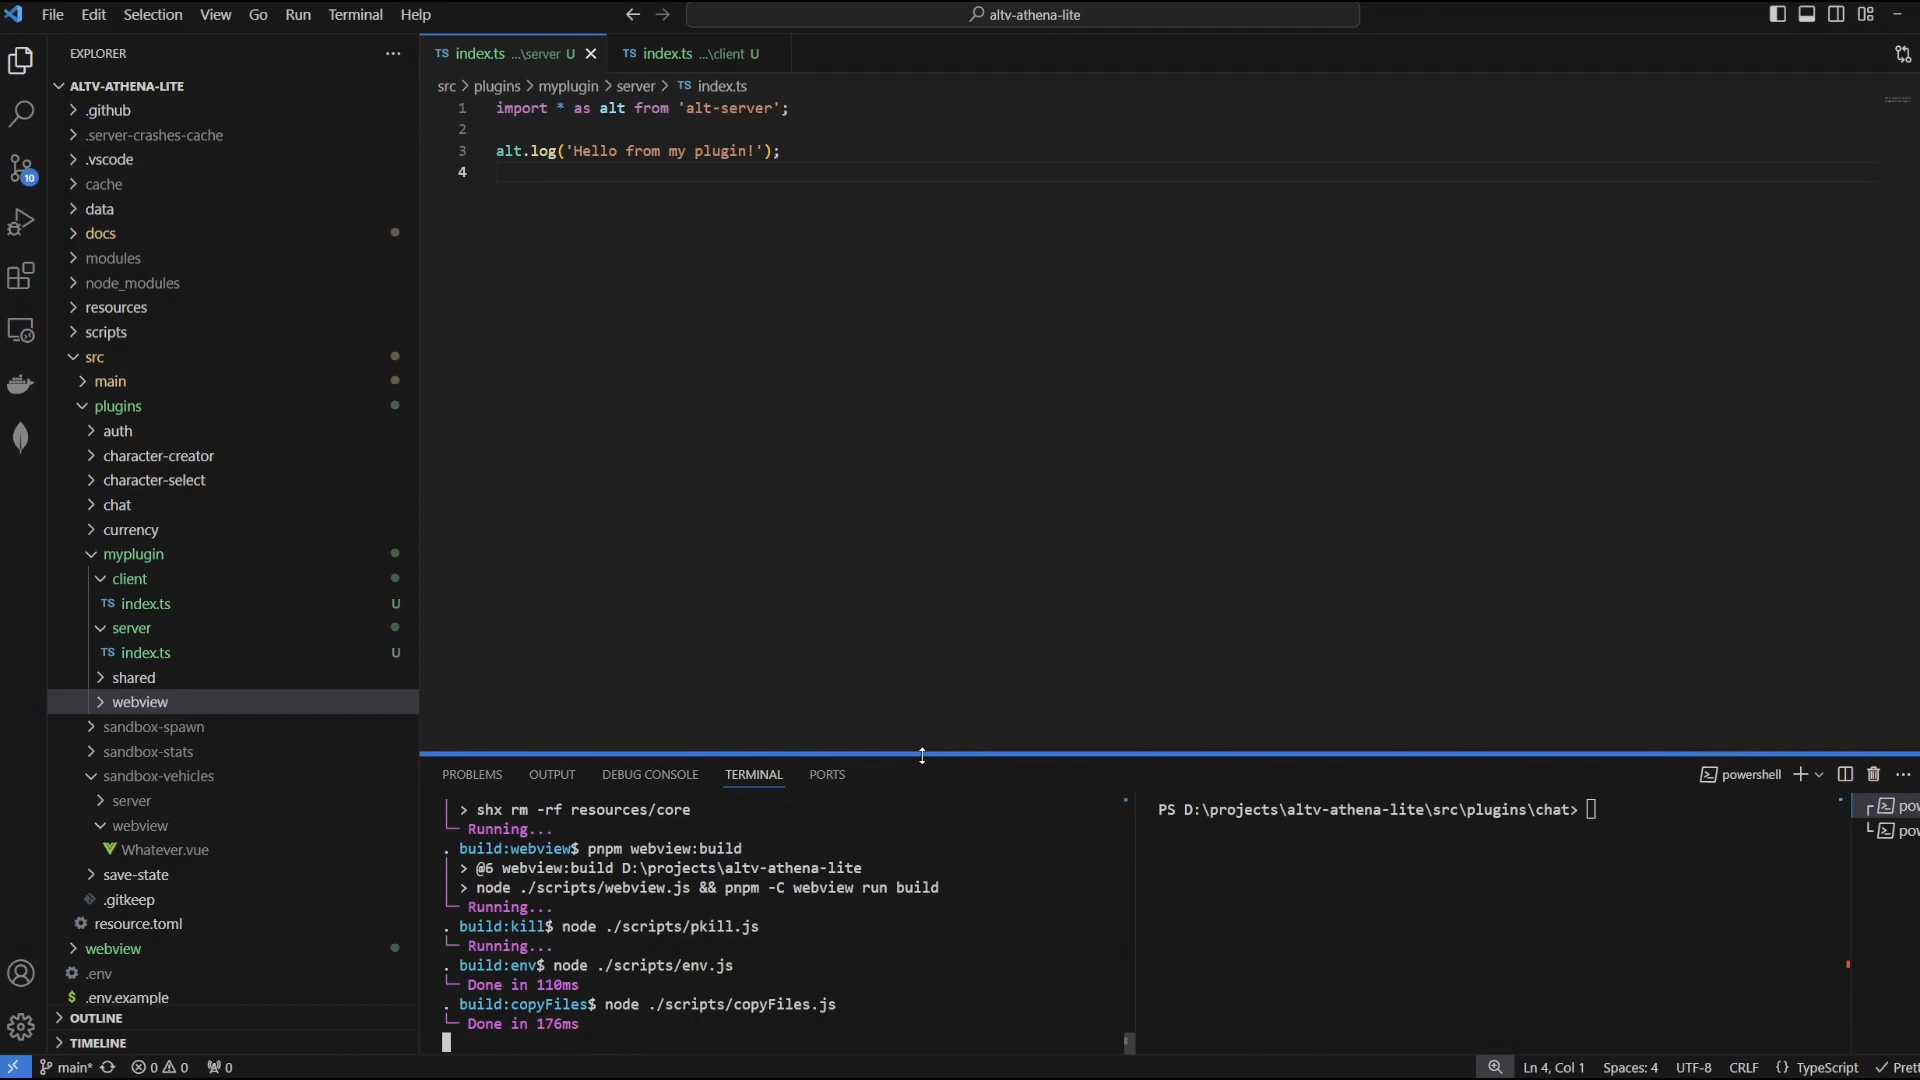 File Edit Selection View Go Run Terminal Help
altv-athena-lite
EXPLORER
ALTV-ATHENA-LITE
.github
.server-crashes-cache
.vscode
cache
data
docs
modules
node_modules
resources
scripts
src
main
plugins
auth
character-creator
character-select
chat
currency
myplugin
client
TS index.ts U
server
TS index.ts U
shared
webview
sandbox-spawn
sandbox-stats
sandbox-vehicles
server
webview
Whatever.vue
save-state
.gitkeep
resource.toml
webview
.env
$ .env.example
OUTLINE
TIMELINE
10
TS index.ts ...\server U
TS index.ts ...\client U
src > plugins > myplugin > server > TS index.ts
1 import * as alt from 'alt-server';
2
3 alt.log('Hello from my plugin!');
4
PROBLEMS OUTPUT DEBUG CONSOLE TERMINAL PORTS
powershell
> shx rm -rf resources/core
Running...
. build:webview$ pnpm webview:build
> @6 webview:build D:\projects\altv-athena-lite
> node ./scripts/webview.js && pnpm -C webview run build
Running...
. build:kill$ node ./scripts/pkill.js
Running...
. build:env$ node ./scripts/env.js
Done in 110ms
. build:copyFiles$ node ./scripts/copyFiles.js
Done in 176ms
PS D:\projects\altv-athena-lite\src\plugins\chat>
pow
pow
main* 0 0 0
Ln 4, Col 1 Spaces: 4 UTF-8 CRLF {} TypeScript Prett